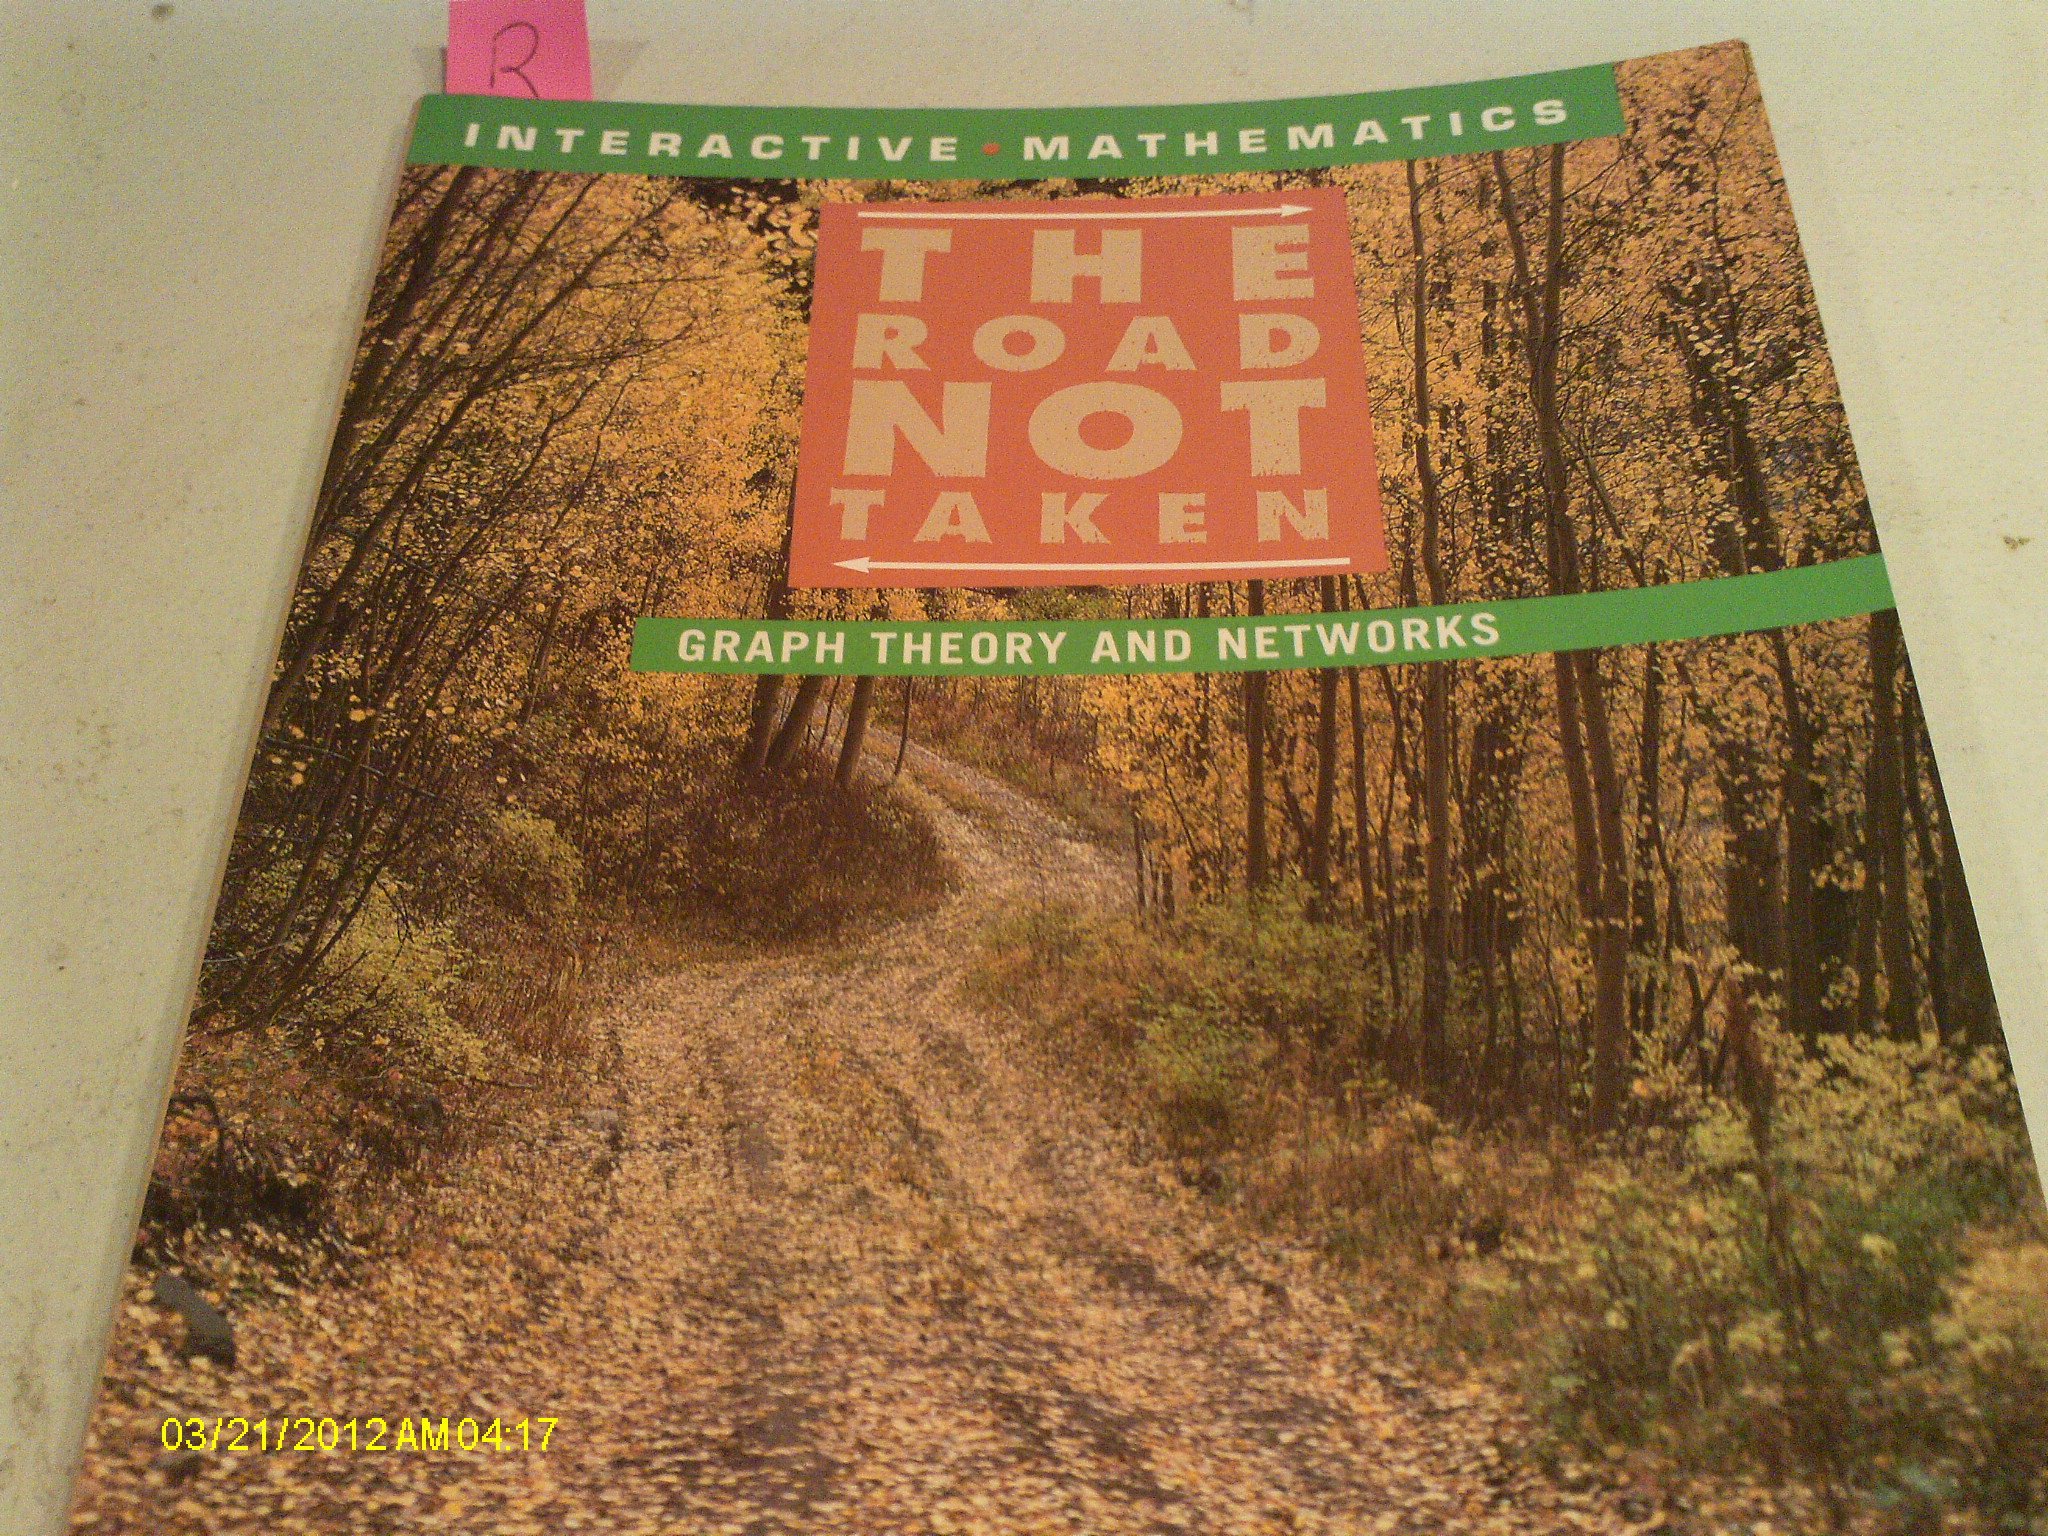 R
INTERACTIVE • MATHEMATICS
THE
ROAD
NOT
TAKEN
GRAPH THEORY AND NETWORKS
03/21/2012 AM 04:17